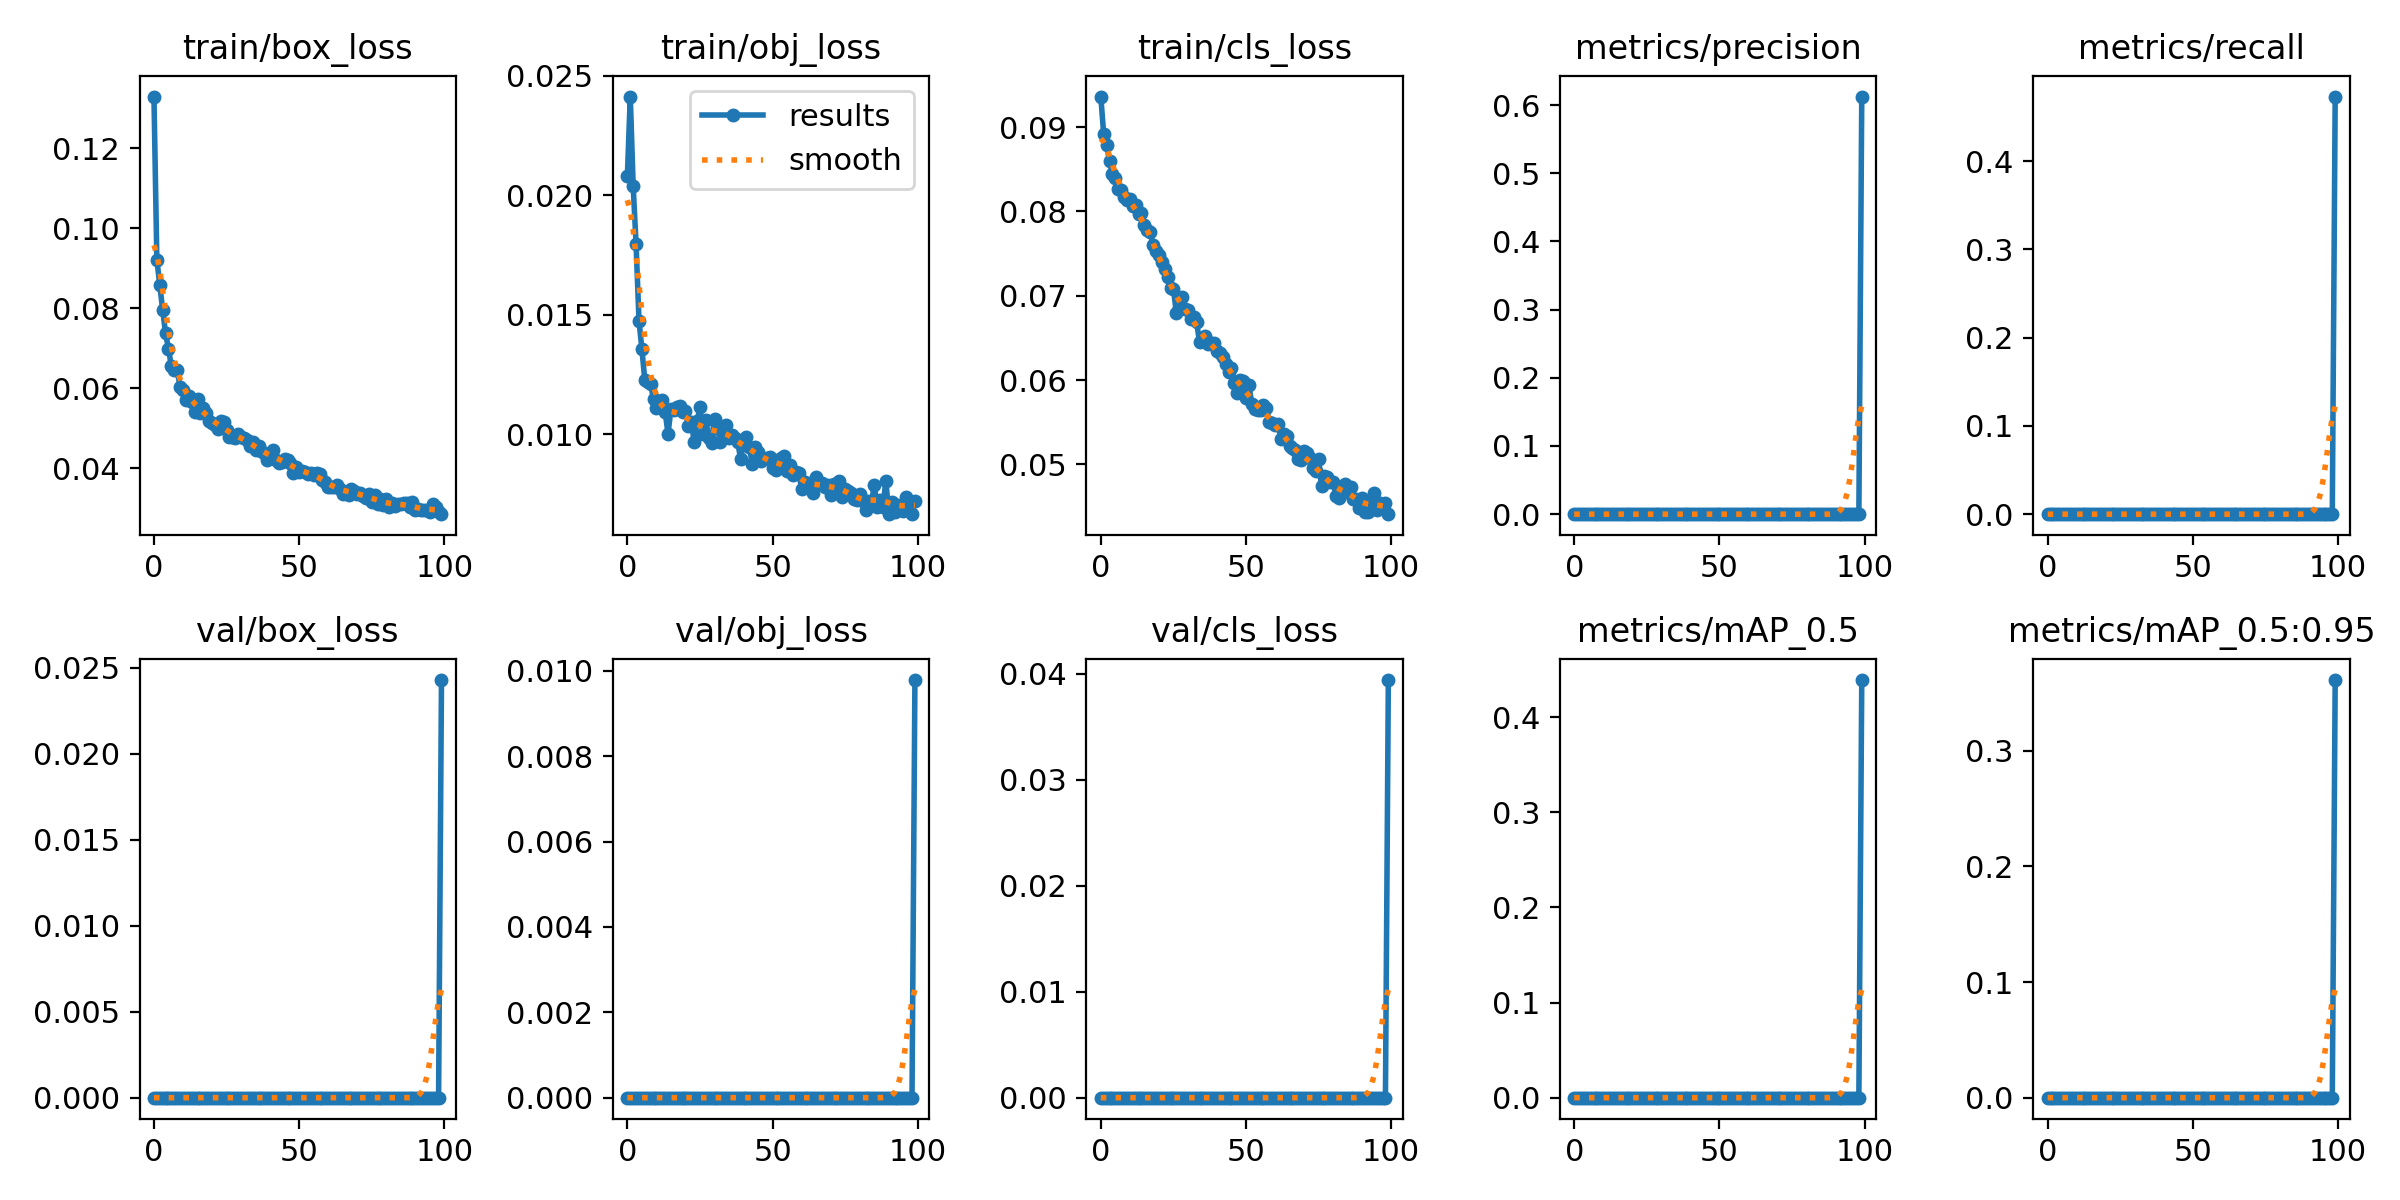 train/box_loss
0.12
0.10
0.08
0.06
0.04
0 50 100
train/obj_loss
0.025
0.020
0.015
0.010
results
smooth
0 50 100
train/cls_loss
0.09
0.08
0.07
0.06
0.05
0 50 100
metrics/precision
0.6
0.5
0.4
0.3
0.2
0.1
0.0
0 50 100
metrics/recall
0.4
0.3
0.2
0.1
0.0
0 50 100
val/box_loss
0.025
0.020
0.015
0.010
0.005
0.000
0 50 100
val/obj_loss
0.010
0.008
0.006
0.004
0.002
0.000
0 50 100
val/cls_loss
0.04
0.03
0.02
0.01
0.00
0 50 100
metrics/mAP_0.5
0.4
0.3
0.2
0.1
0.0
0 50 100
metrics/mAP_0.5:0.95
0.3
0.2
0.1
0.0
0 50 100